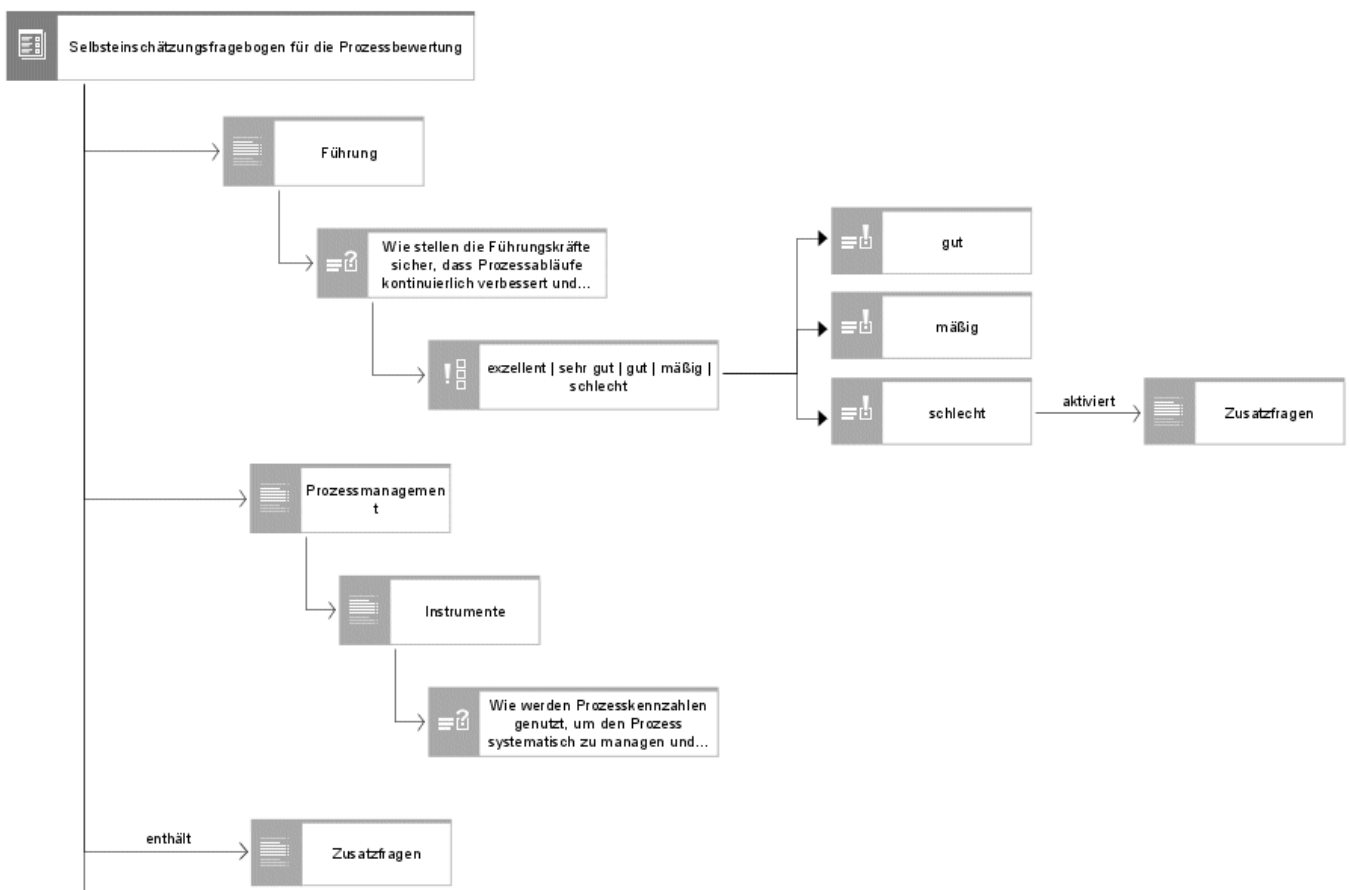 Selbsteinschätzungsfragebogen für die Prozessbewertung
Führung
Wie stellen die Führungskräfte
sicher, dass Prozessabläufe
kontinuierlich verbessert und...
gut
mäßig
exzellent | sehr gut | gut | mäßig |
schlecht
schlecht
aktiviert
Zusatzfragen
Prozessmanagemen
t
Instrumente
Wie werden Prozesskennzahlen
genutzt, um den Prozess
systematisch zu managen und...
enthält
Zusatzfragen